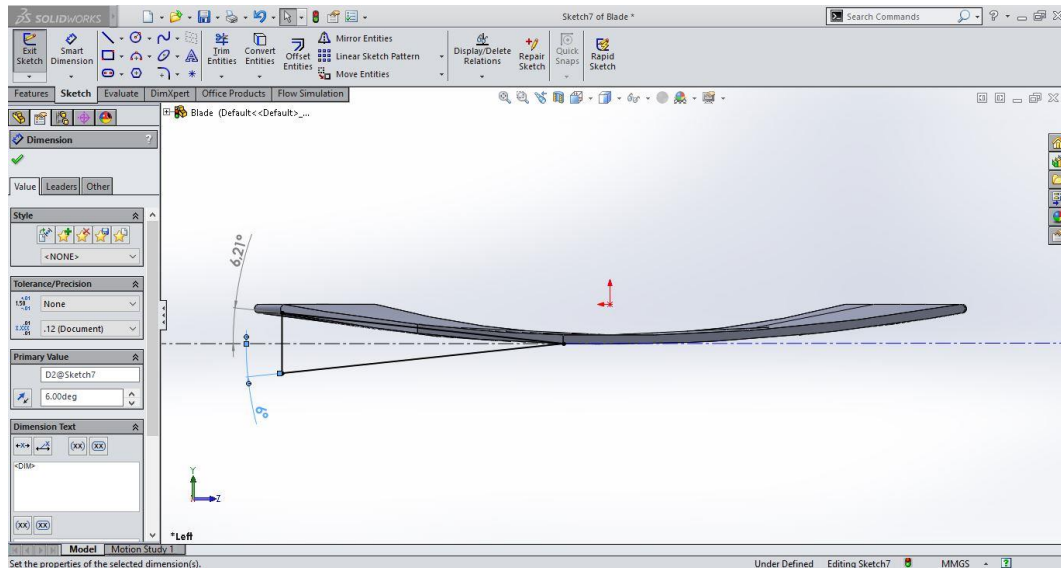 SOLIDWORKS
Sketch7 of Blade *
Search Commands
Exit Sketch
Smart Dimension
Trim Entities
Convert Entities
Offset Entities
Mirror Entities
Linear Sketch Pattern
Move Entities
Display/Delete Relations
Repair Sketch
Quick Snaps
Rapid Sketch
Features Sketch Evaluate DimXpert Office Products Flow Simulation
Blade (Default<<Default>_...
Dimension ?
Value Leaders Other
Style
<NONE>
Tolerance/Precision
None
.12 (Document)
Primary Value
D2@Sketch7
6.00deg
Dimension Text
(xx) (xx)
<DIM>
(xx) (xx)
6,21°
6°
Y
Z
*Left
Model Motion Study 1
Set the properties of the selected dimension(s).
Under Defined Editing Sketch7 MMGS